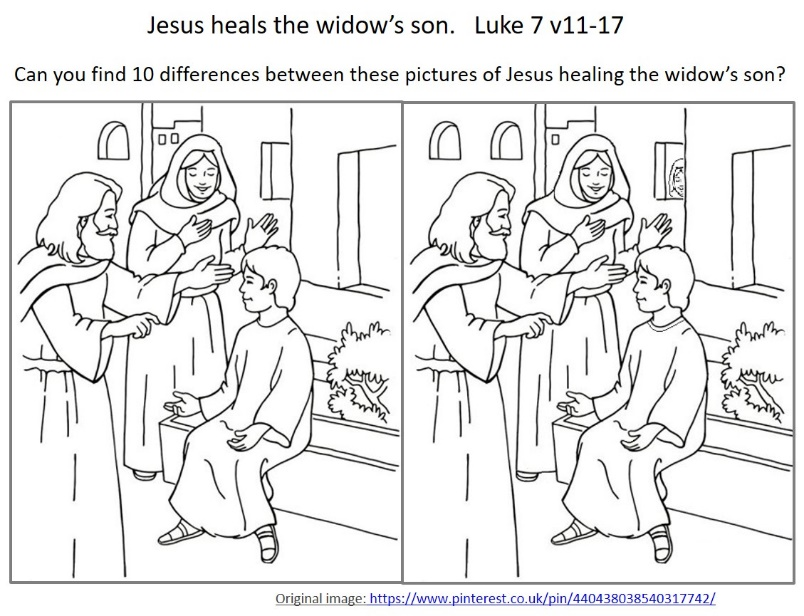 Jesus heals the widow’s son.   Luke 7 v11-17
Can you find 10 differences between these pictures of Jesus healing the widow’s son?
Original image: https://www.pinterest.co.uk/pin/440438038540317742/